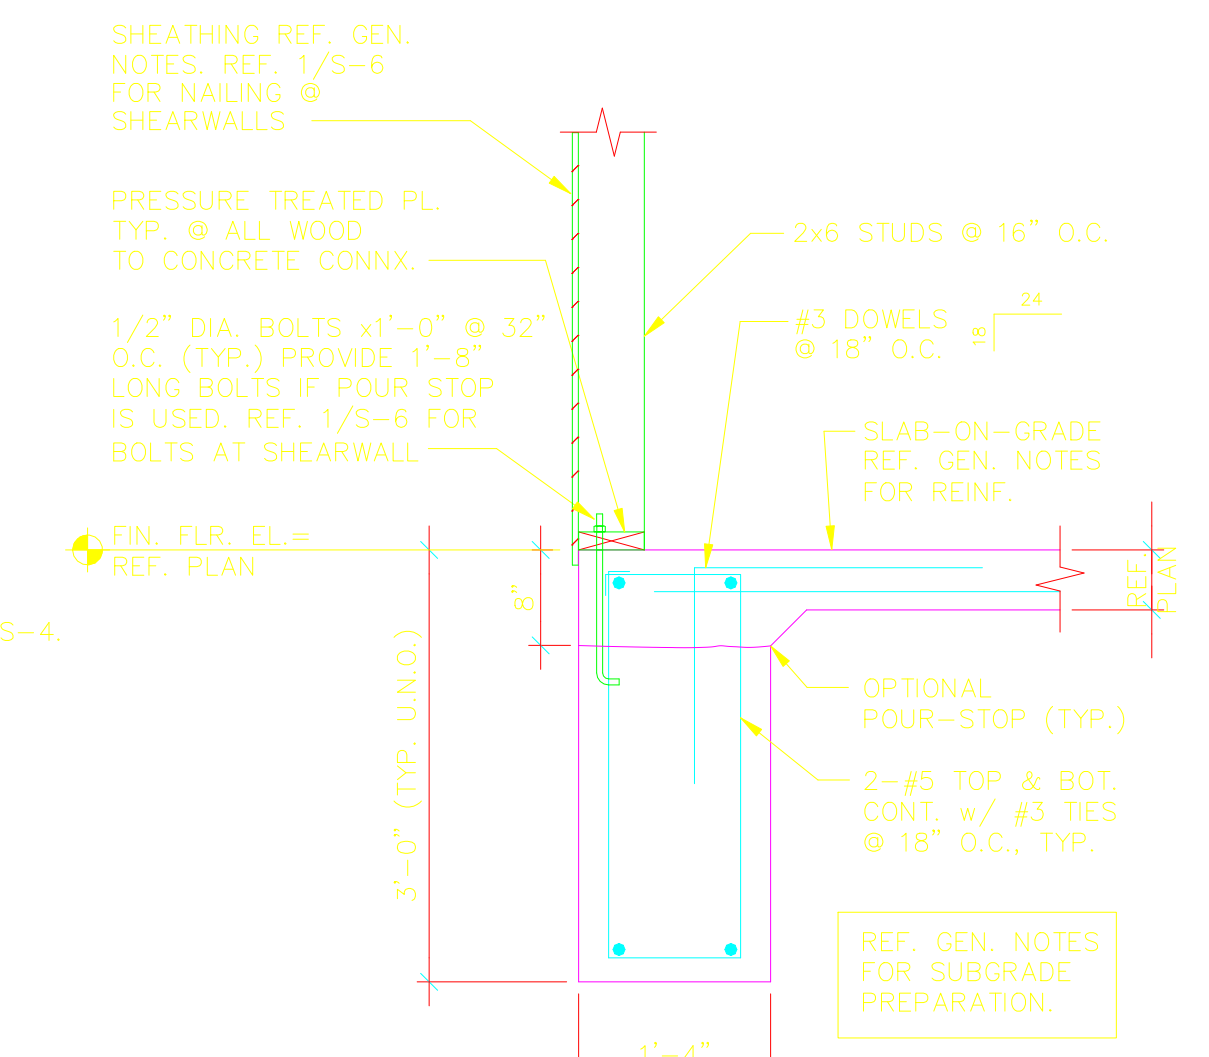 SHEATHING REF. GEN.
NOTES. REF. 1/S-6
FOR NAILING @
SHEARWALLS
PRESSURE TREATED PL.
TYP. @ ALL WOOD
TO CONCRETE CONNX.
1/2" DIA. BOLTS x1'-0" @ 32"
O.C. (TYP.) PROVIDE 1'-8"
LONG BOLTS IF POUR STOP
IS USED. REF. 1/S-6 FOR
BOLTS AT SHEARWALL
FIN. FLR. EL.=
REF. PLAN
S-4.
2x6 STUDS @ 16" O.C.
#3 DOWELS
@ 18" O.C.
24
18
SLAB-ON-GRADE
REF. GEN. NOTES
FOR REINF.
REF.
PLAN
8"
3'-0" (TYP. U.N.O.)
OPTIONAL
POUR-STOP (TYP.)
2-#5 TOP & BOT.
CONT. w/ #3 TIES
@ 18" O.C., TYP.
REF. GEN. NOTES
FOR SUBGRADE
PREPARATION.
1'-4"